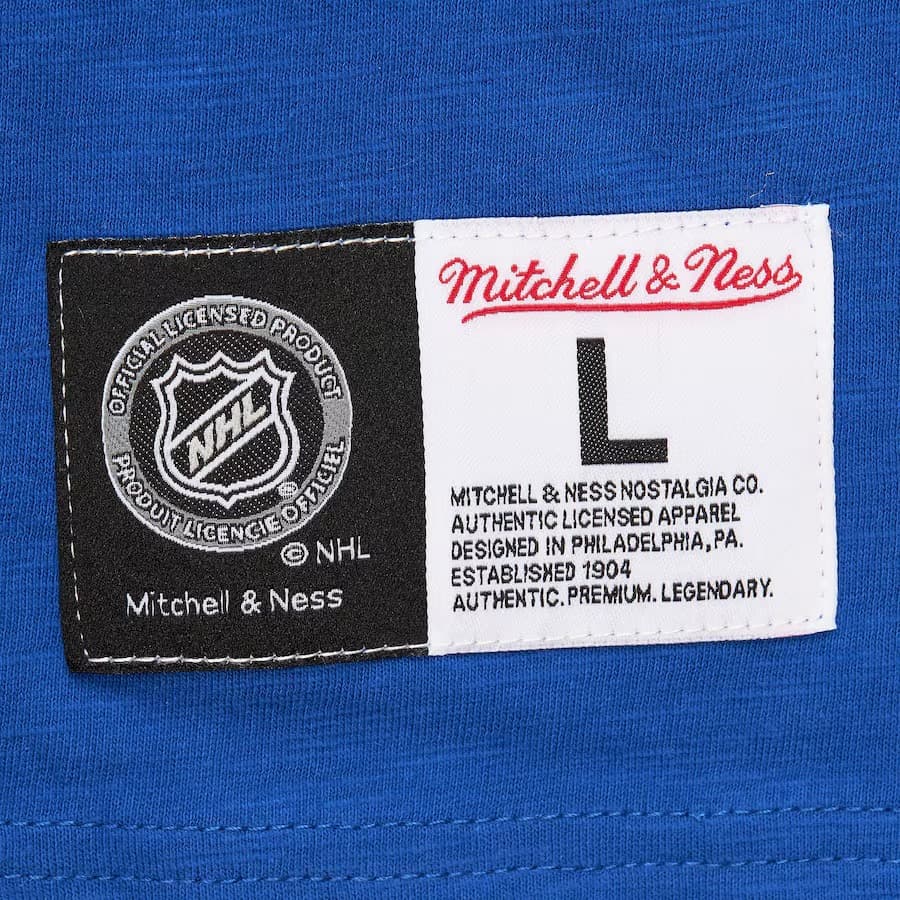 OFFICIAL LICENSED PRODUCT
NHL
®
PRODUIT LICENCIE OFFICIEL
© NHL
Mitchell & Ness
Mitchell & Ness
L
MITCHELL & NESS NOSTALGIA CO.
AUTHENTIC LICENSED APPAREL
DESIGNED IN PHILADELPHIA, PA.
ESTABLISHED 1904
AUTHENTIC. PREMIUM. LEGENDARY.